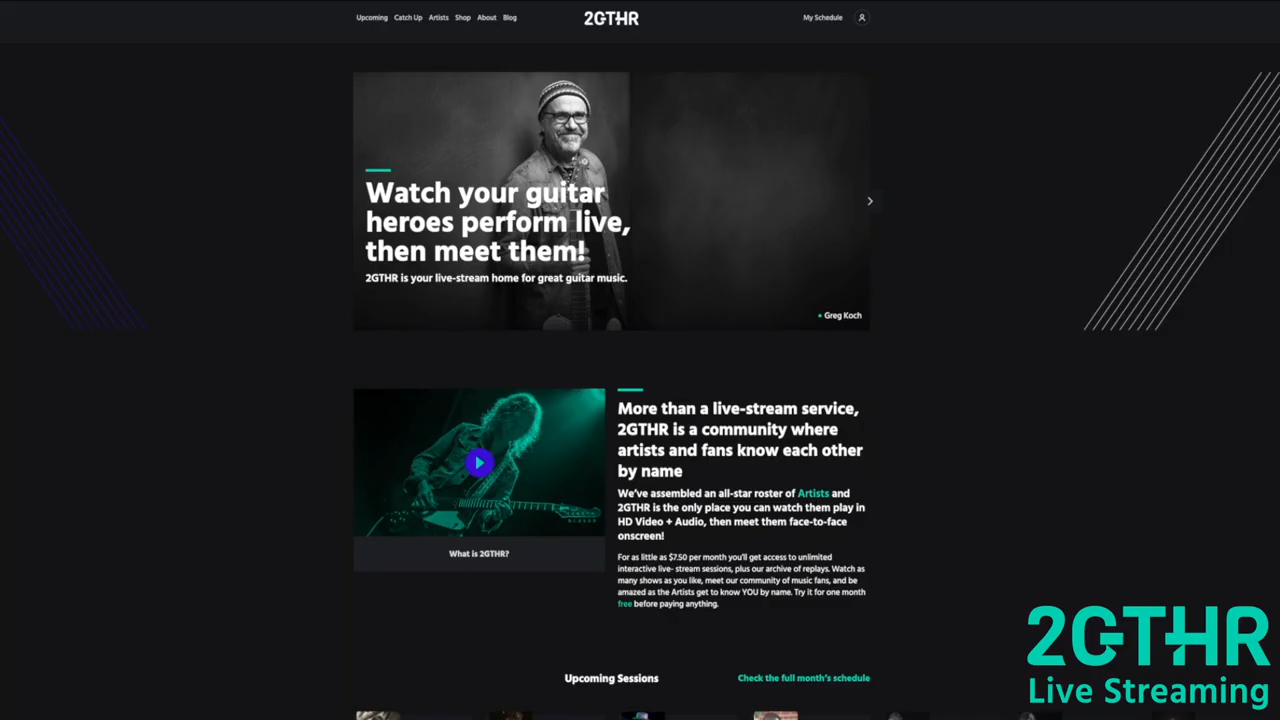 Upcoming Catch Up Artists Shop About Blog
2GTHR
My Schedule
Watch your guitar
heroes perform live,
then meet them!
2GTHR is your live-stream home for great guitar music.
Greg Koch
What is 2GTHR?
More than a live-stream service,
2GTHR is a community where
artists and fans know each other
by name
We've assembled an all-star roster of Artists and
2GTHR is the only place you can watch them play in
HD Video + Audio, then meet them face-to-face
onscreen!
For as little as $7.50 per month you'll get access to unlimited
interactive live- stream sessions, plus our archive of replays. Watch as
many shows as you like, meet our community of music fans, and be
amazed as the Artists get to know YOU by name. Try it for one month
free before paying anything.
Upcoming Sessions
Check the full month's schedule
2GTHR
Live Streaming